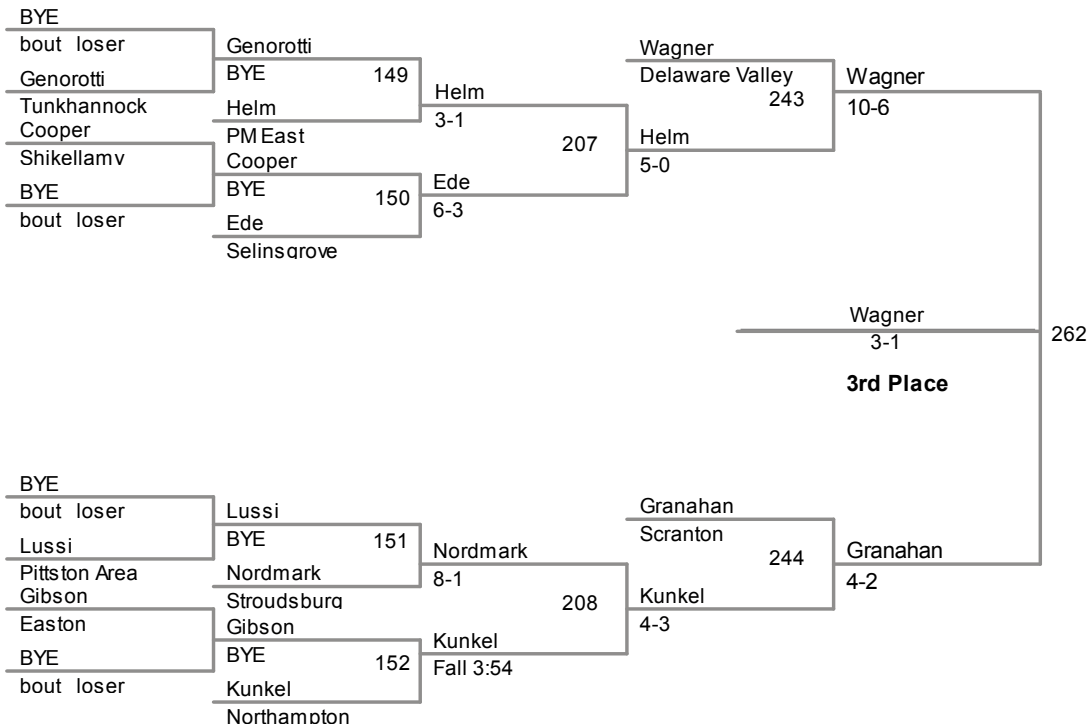 BYE
bout loser
Genorotti
Tunkhannock
Cooper
Shikellamv
BYE
bout loser
Genorotti
BYE
149
Helm
PM East
Cooper
BYE
150
Ede
Selinsgrove
Helm
3-1
207
Ede
6-3
Wagner
Delaware Valley
243
Helm
5-0
Wagner
10-6
Wagner
3-1
262
3rd Place
BYE
bout loser
Lussi
Pittston Area
Gibson
Easton
BYE
bout loser
Lussi
BYE
151
Nordmark
Stroudsburg
Gibson
BYE
152
Kunkel
Northampton
Nordmark
8-1
208
Kunkel
Fall 3:54
Granahan
Scranton
244
Kunkel
4-3
Granahan
4-2